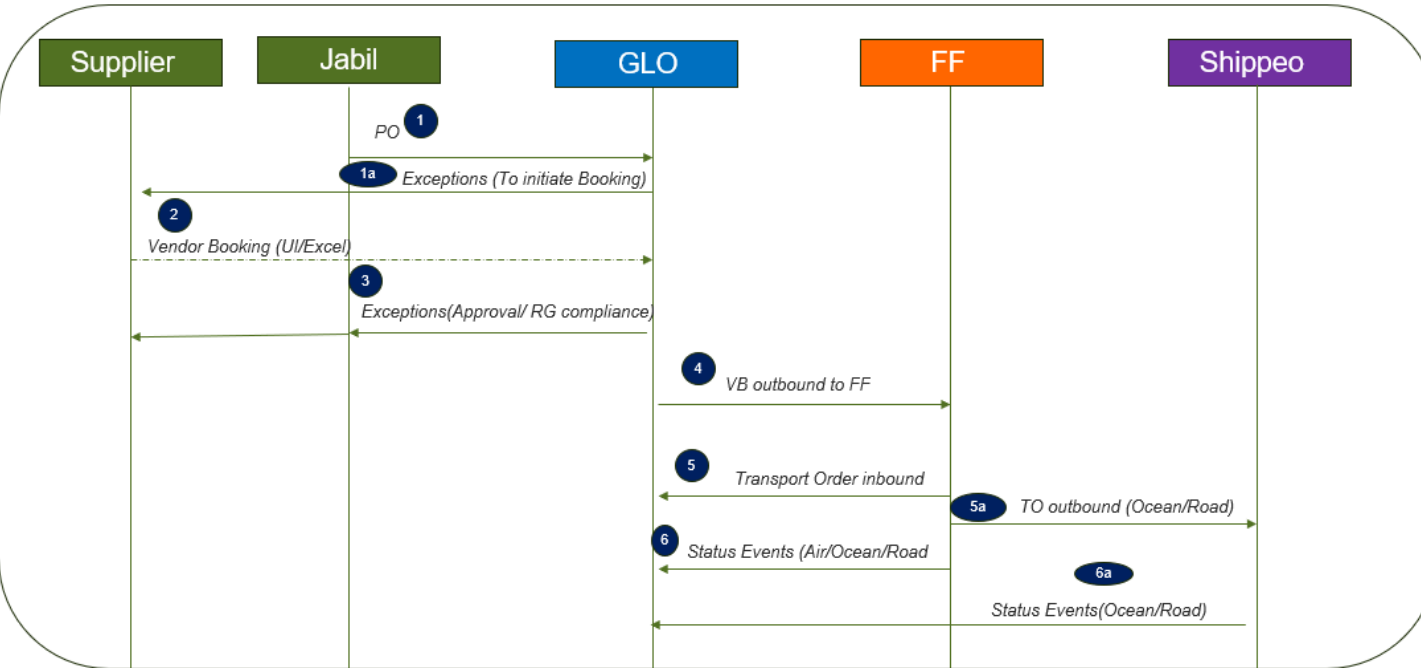 Supplier
Jabil
GLO
FF
Shippeo
1
PO
1a
Exceptions (To initiate Booking)
2
Vendor Booking (UI/Excel)
3
Exceptions(Approval/ RG compliance)
4
VB outbound to FF
5
Transport Order inbound
5a
TO outbound (Ocean/Road)
6
Status Events (Air/Ocean/Road
6a
Status Events(Ocean/Road)